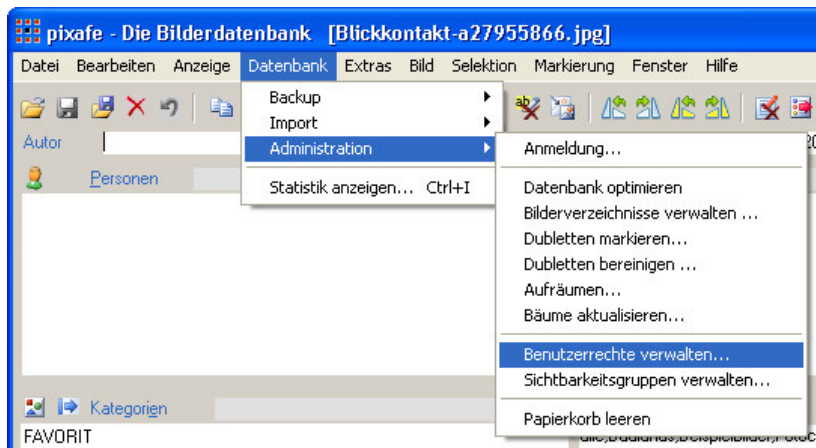 pixafe - Die Bilderdatenbank [Blickkontakt-a27955866.jpg]
Datei Bearbeiten Anzeige Datenbank Extras Bild Selektion Markierung Fenster Hilfe
Backup
Import
Administration
Statistik anzeigen... Ctrl+I
Autor
Personen
Anmeldung...
Datenbank optimieren
Bilderverzeichnisse verwalten ...
Dubletten markieren...
Dubletten bereinigen ...
Aufräumen...
Bäume aktualisieren...
Benutzerrechte verwalten...
Sichtbarkeitsgruppen verwalten...
Papierkorb leeren
Kategorien
FAVORIT